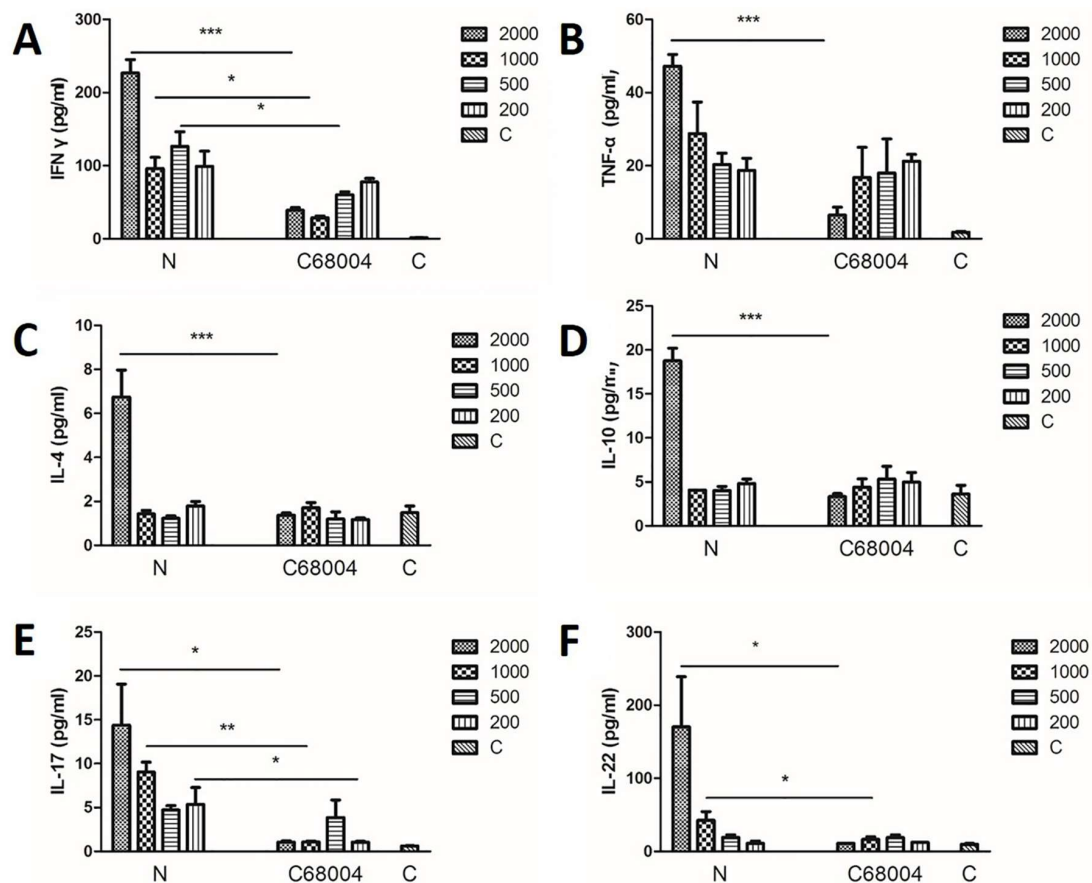 A
IFN γ (pg/ml)
300
200
100
0
***
*
*
N
C68004
C
2000
1000
500
200
C
B
TNF-α (pg/ml,
60
40
20
0
***
N
C68004
C
2000
1000
500
200
C
C
IL-4 (pg/ml)
10
8
6
4
2
0
***
N
C68004
C
2000
1000
500
200
C
D
IL-10
25
20
15
10
5
0
***
N
C68004
C
2000
1000
500
200
C
E
IL-17 (pg/ml)
25
20
15
10
5
0
*
**
*
N
C68004
C
2000
1000
500
200
C
F
IL-22 (pg/ml)
300
200
100
0
*
*
N
C68004
C
2000
1000
500
200
C